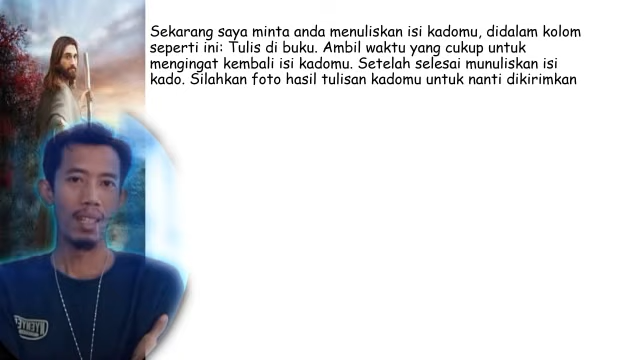 Sekarang saya minta anda menuliskan isi kadomu, didalam kolom
seperti ini: Tulis di buku. Ambil waktu yang cukup untuk
mengingat kembali isi kadomu. Setelah selesai munuliskan isi
kado. Silahkan foto hasil tulisan kadomu untuk nanti dikirimkan